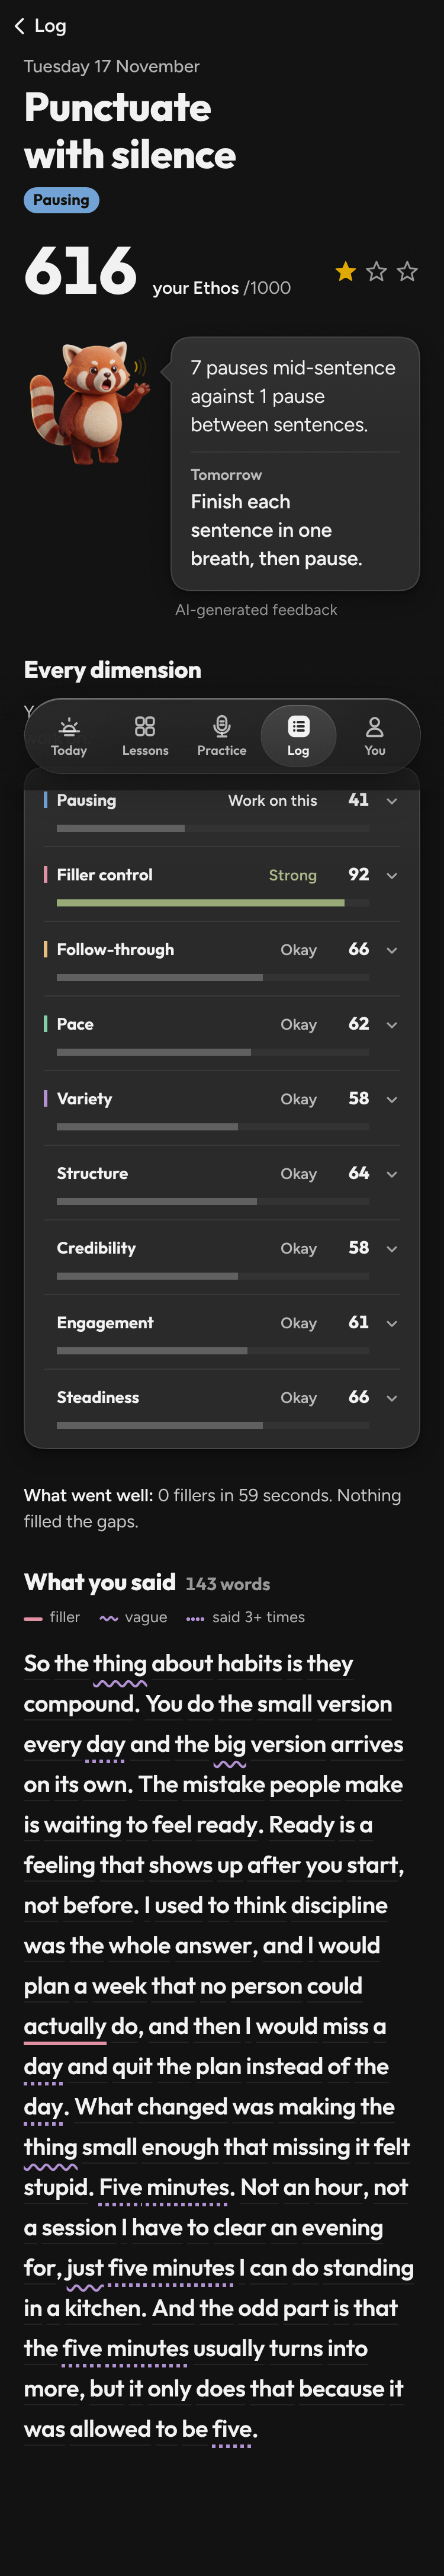 Log
Tuesday 17 November
Punctuate
with silence
Pausing
616 your Ethos /1000
7 pauses mid-sentence
against 1 pause
between sentences.
Tomorrow
Finish each
sentence in one
breath, then pause.
AI-generated feedback
Every dimension
Today Lessons Practice Log You
Pausing Work on this 41
Filler control Strong 92
Follow-through Okay 66
Pace Okay 62
Variety Okay 58
Structure Okay 64
Credibility Okay 58
Engagement Okay 61
Steadiness Okay 66
What went well: 0 fillers in 59 seconds. Nothing
filled the gaps.
What you said 143 words
filler vague said 3+ times
So the thing about habits is they
compound. You do the small version
every day and the big version arrives
on its own. The mistake people make
is waiting to feel ready. Ready is a
feeling that shows up after you start,
not before. I used to think discipline
was the whole answer, and I would
plan a week that no person could
actually do, and then I would miss a
day and quit the plan instead of the
day. What changed was making the
thing small enough that missing it felt
stupid. Five minutes. Not an hour, not
a session I have to clear an evening
for, just five minutes I can do standing
in a kitchen. And the odd part is that
the five minutes usually turns into
more, but it only does that because it
was allowed to be five.